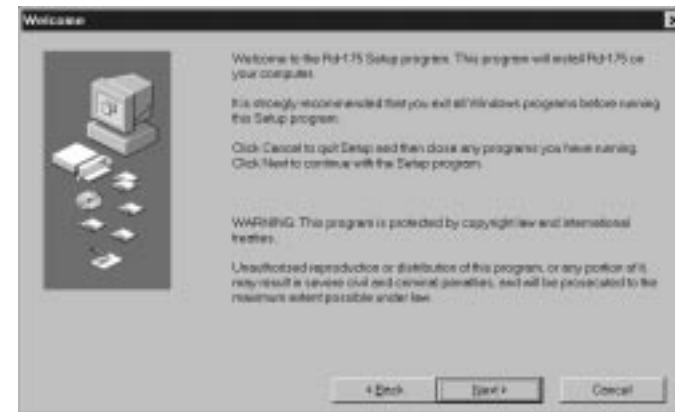 Welcome
Welcome to the Rd-175 Setup program. This program will install Rd-175 on
your computer.
It is strongly recommended that you exit all Windows programs before running
this Setup program.
Click Cancel to quit Setup and then close any programs you have running.
Click Next to continue with the Setup program.
WARNING: This program is protected by copyright law and international
treaties.
Unauthorized reproduction or distribution of this program, or any portion of it,
may result in severe civil and criminal penalties, and will be prosecuted to the
maximum extent possible under law.
< Back
Next >
Cancel